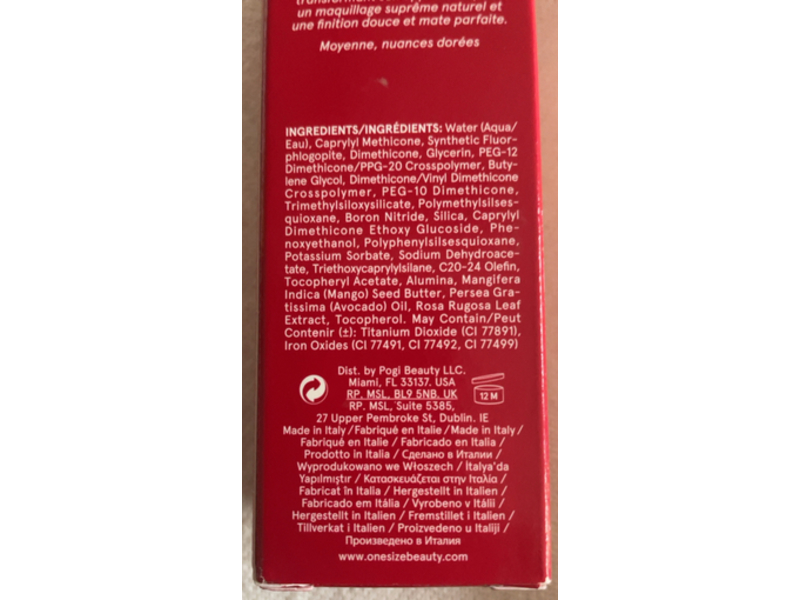 un maquillage suprême naturel et
une finition douce et mate parfaite.
Moyenne, nuances dorées
INGREDIENTS/INGRÉDIENTS: Water (Aqua/
Eau), Caprylyl Methicone, Synthetic Fluor-
phlogopite, Dimethicone, Glycerin, PEG-12
Dimethicone/PPG-20 Crosspolymer, Buty-
lene Glycol, Dimethicone/Vinyl Dimethicone
Crosspolymer, PEG-10 Dimethicone,
Trimethylsiloxysilicate, Polymethylsilses-
quioxane, Boron Nitride, Silica, Caprylyl
Dimethicone Ethoxy Glucoside, Phe-
noxyethanol, Polyphenylsilsesquioxane,
Potassium Sorbate, Sodium Dehydroace-
tate, Triethoxycaprylylsilane, C20-24 Olefin,
Tocopheryl Acetate, Alumina, Mangifera
Indica (Mango) Seed Butter, Persea Gra-
tissima (Avocado) Oil, Rosa Rugosa Leaf
Extract, Tocopherol. May Contain/Peut
Contenir (±): Titanium Dioxide (CI 77891),
Iron Oxides (CI 77491, CI 77492, CI 77499)
Dist. by Pogi Beauty LLC.
Miami, FL 33137. USA
RP. MSL, BL9 5NB. UK
RP. MSL, Suite 5385,
27 Upper Pembroke St, Dublin. IE
12 M
Made in Italy /Fabriqué en Italie /Made in Italy /
Fabriqué en Italie / Fabricado en Italia /
Prodotto in Italia / Сделано в Италии /
Wyprodukowano we Włoszech / İtalya'da
Yapılmıştır / Κατασκευάζεται στην Ιταλία /
Fabricat în Italia / Hergestellt in Italien /
Fabricado em Itália / Vyrobeno v Itálii /
Hergestellt in Italien / Fremstillet i Italien /
Tillverkat i Italien / Proizvedeno u Italiji /
Произведено в Италия
www.onesizebeauty.com